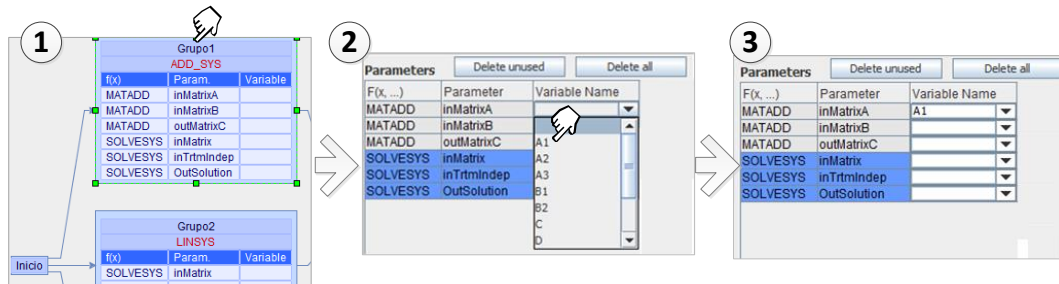 1
Grupo1
ADD_SYS
f(x) Param. Variable
MATADD inMatrixA
MATADD inMatrixB
MATADD outMatrixC
SOLVESYS inMatrix
SOLVESYS inTrtmIndep
SOLVESYS OutSolution
Grupo2
LINSYS
f(x) Param. Variable
SOLVESYS inMatrix
Inicio
2
Parameters Delete unused Delete all
F(x, ...) Parameter Variable Name
MATADD inMatrixA
MATADD inMatrixB
MATADD outMatrixC
SOLVESYS inMatrix
SOLVESYS inTrtmIndep
SOLVESYS OutSolution
A1
A2
A3
B1
B2
C
D
3
Parameters Delete unused Delete all
F(x, ...) Parameter Variable Name
MATADD inMatrixA A1
MATADD inMatrixB
MATADD outMatrixC
SOLVESYS inMatrix
SOLVESYS inTrtmIndep
SOLVESYS OutSolution